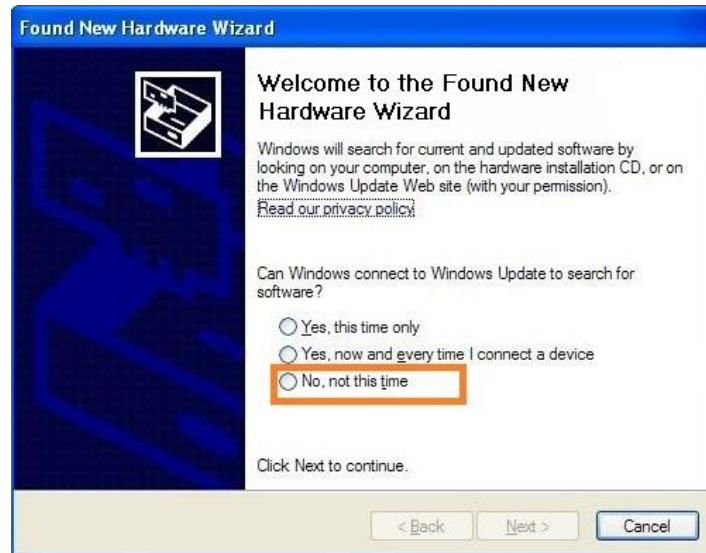 Found New Hardware Wizard
Welcome to the Found New
Hardware Wizard
Windows will search for current and updated software by
looking on your computer, on the hardware installation CD, or on
the Windows Update Web site (with your permission).
Read our privacy policy
Can Windows connect to Windows Update to search for
software?
Yes, this time only
Yes, now and every time I connect a device
No, not this time
Click Next to continue.
< Back
Next >
Cancel